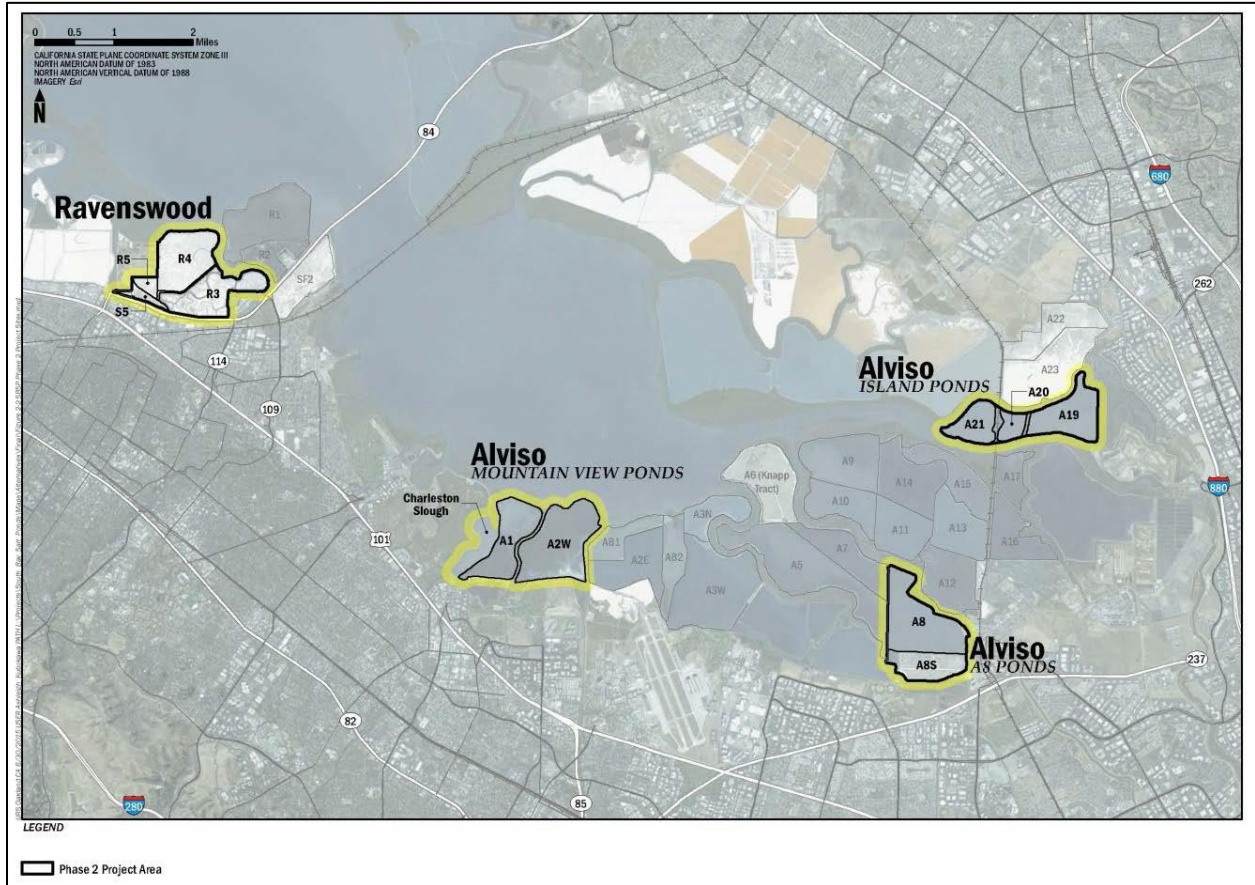 0 0.5 1 2
Miles
CALIFORNIA STATE PLANE COORDINATE SYSTEM ZONE III
NORTH AMERICAN DATUM OF 1983
NORTH AMERICAN VERTICAL DATUM OF 1988
IMAGERY Esri
N
84
680
Ravenswood
R1
R5
R4
R2
SF2
R3
S5
262
A22
114
Alviso
ISLAND PONDS
A23
A20
109
A21
A19
Alviso
MOUNTAIN VIEW PONDS
A6 (Knapp
Tract)
A9
A14
A15
A17
880
Charleston
Slough
A10
101
A1
A2W
A3N
AB1
A11
A13
A2E
AB2
A7
A16
A5
A3W
A12
A8
Alviso
A8 PONDS
A8S
237
82
280
85
LEGEND
Phase 2 Project Area